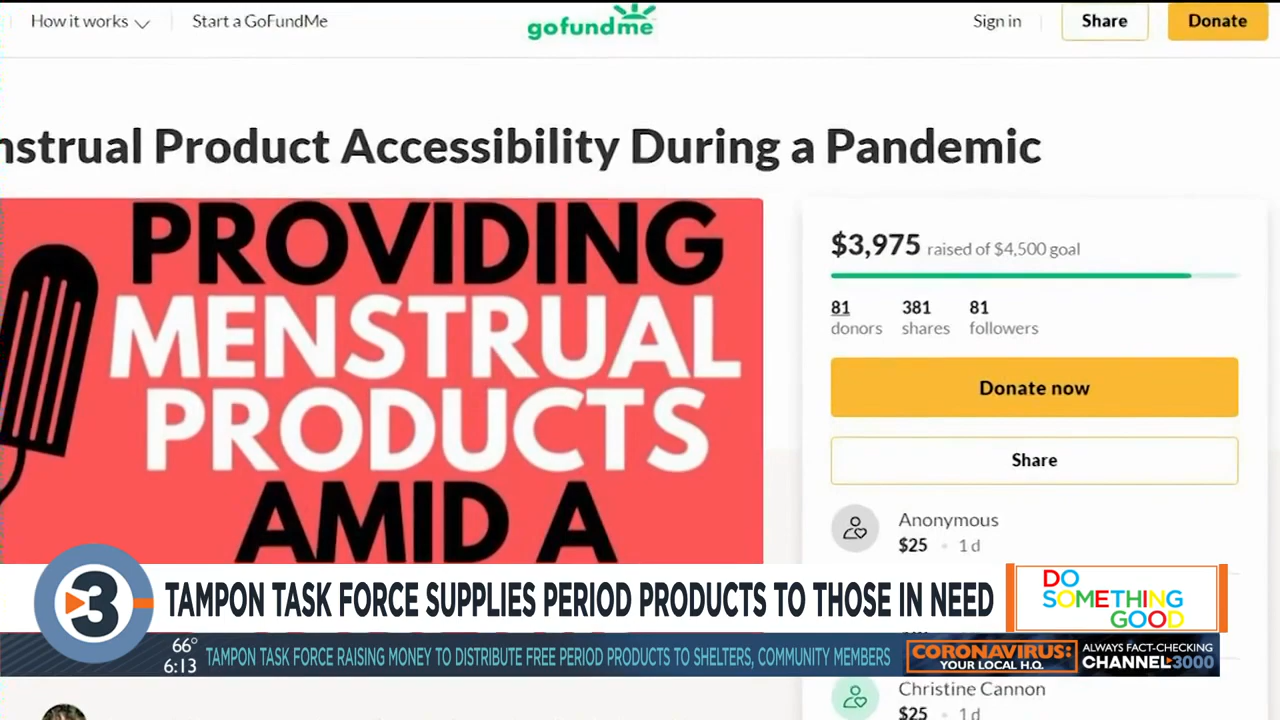 How it works
Start a GoFundMe
gofundme
Sign in
Share
Donate
nstrual Product Accessibility During a Pandemic
PROVIDING
MENSTRUAL
PRODUCTS
AMID A
$3,975 raised of $4,500 goal
81 381 81
donors shares followers
Donate now
Share
Anonymous
$25 • 1 d
3
TAMPON TASK FORCE SUPPLIES PERIOD PRODUCTS TO THOSE IN NEED
DO
SOMETHING
GOOD
66°
6:13
TAMPON TASK FORCE RAISING MONEY TO DISTRIBUTE FREE PERIOD PRODUCTS TO SHELTERS, COMMUNITY MEMBERS
CORONAVIRUS:
YOUR LOCAL H.Q.
ALWAYS FACT-CHECKING
CHANNEL3000
Christine Cannon
$25 • 1 d